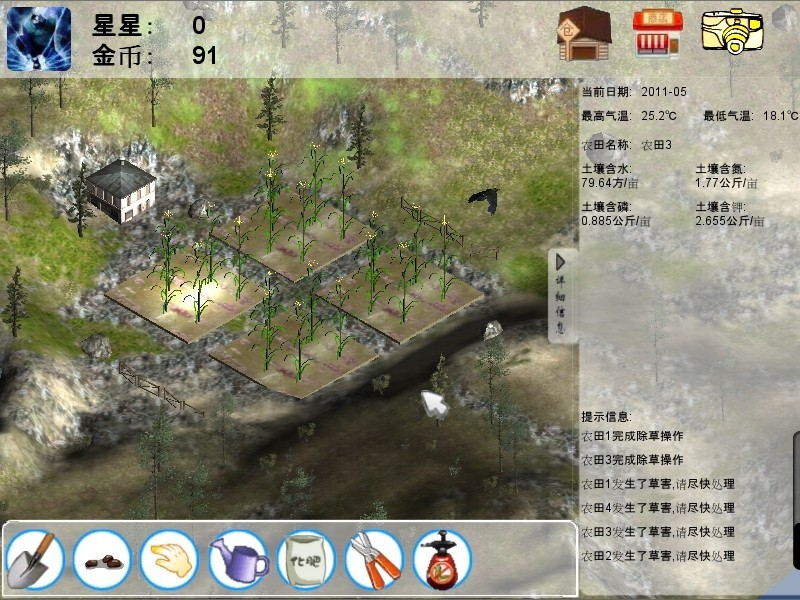 星星： 0
金币： 91
仓
当前日期： 2011-05
最高气温： 25.2℃ 最低气温： 18.1℃
农田名称： 农田3
土壤含水： 土壤含氮：
79.64方/亩 1.77公斤/亩
土壤含磷： 土壤含钾：
0.885公斤/亩 2.655公斤/亩
详细信息
提示信息：
农田1完成除草操作
农田3完成除草操作
农田1发生了草害,请尽快处理
农田4发生了草害,请尽快处理
农田3发生了草害,请尽快处理
农田2发生了草害,请尽快处理
化肥